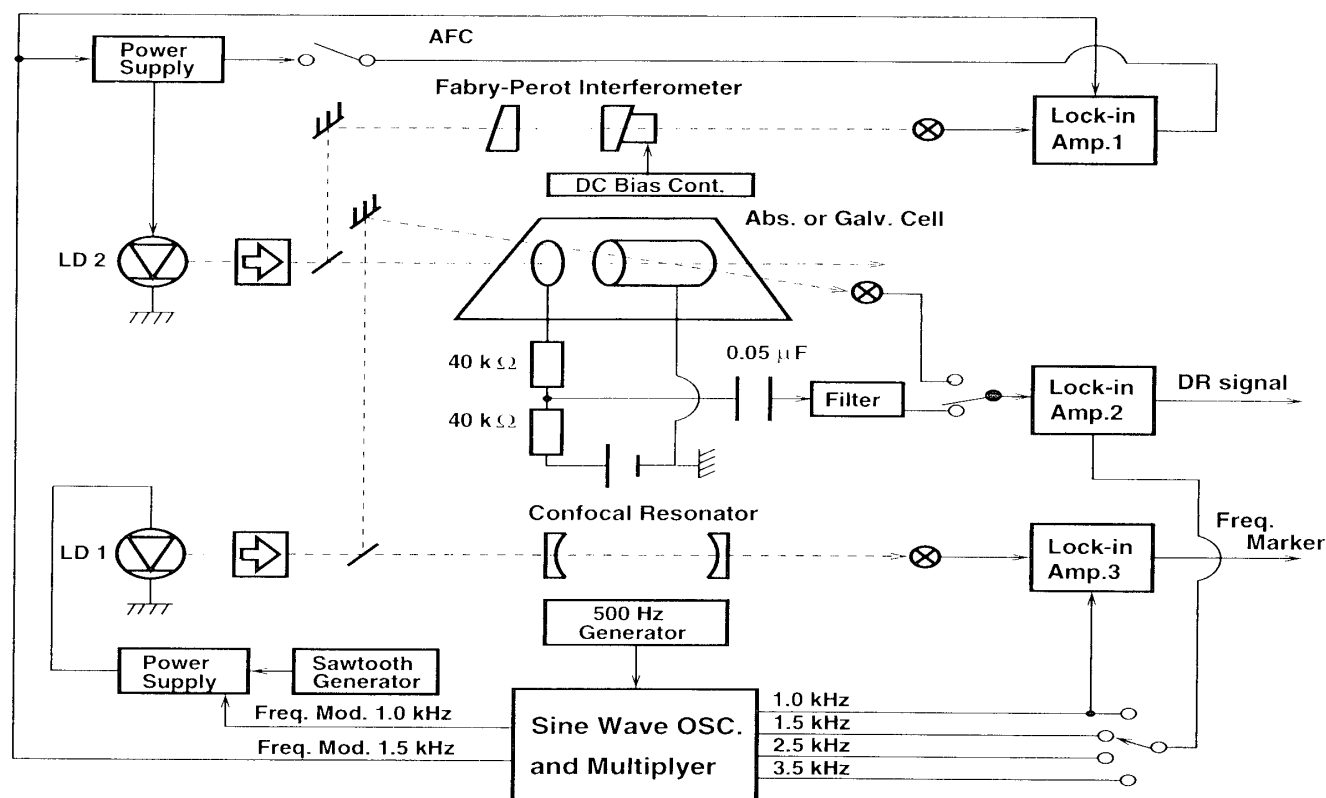 AFC
Power
Supply
Fabry-Perot Interferometer
Lock-in
Amp.1
DC Bias Cont.
Abs. or Galv. Cell
LD 2
40 k Ω
0.05 μF
Filter
Lock-in
Amp.2
DR signal
40 k Ω
Confocal Resonator
LD 1
Lock-in
Amp.3
Freq.
Marker
500 Hz
Generator
Power
Supply
Sawtooth
Generator
Freq. Mod. 1.0 kHz
Freq. Mod. 1.5 kHz
Sine Wave OSC.
and Multiplyer
1.0 kHz
1.5 kHz
2.5 kHz
3.5 kHz